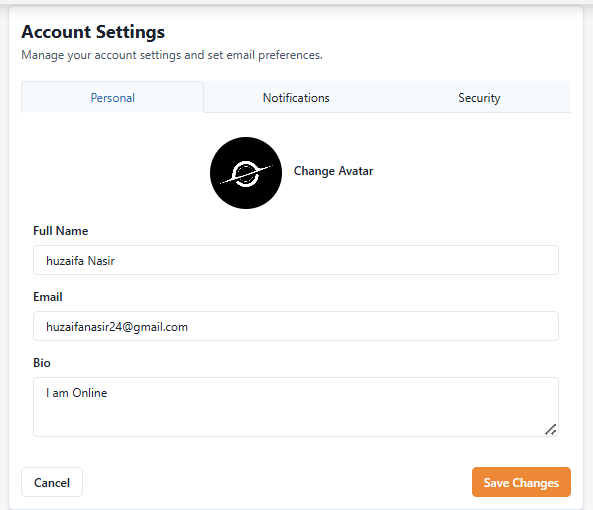 Account Settings
Manage your account settings and set email preferences.
Personal Notifications Security
Change Avatar
Full Name
huzaifa Nasir
Email
huzaifanasir24@gmail.com
Bio
I am Online
Cancel Save Changes